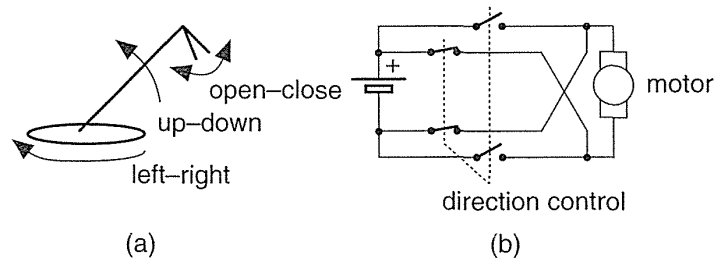 open–close
up–down
left–right
(a)
+
motor
direction control
(b)